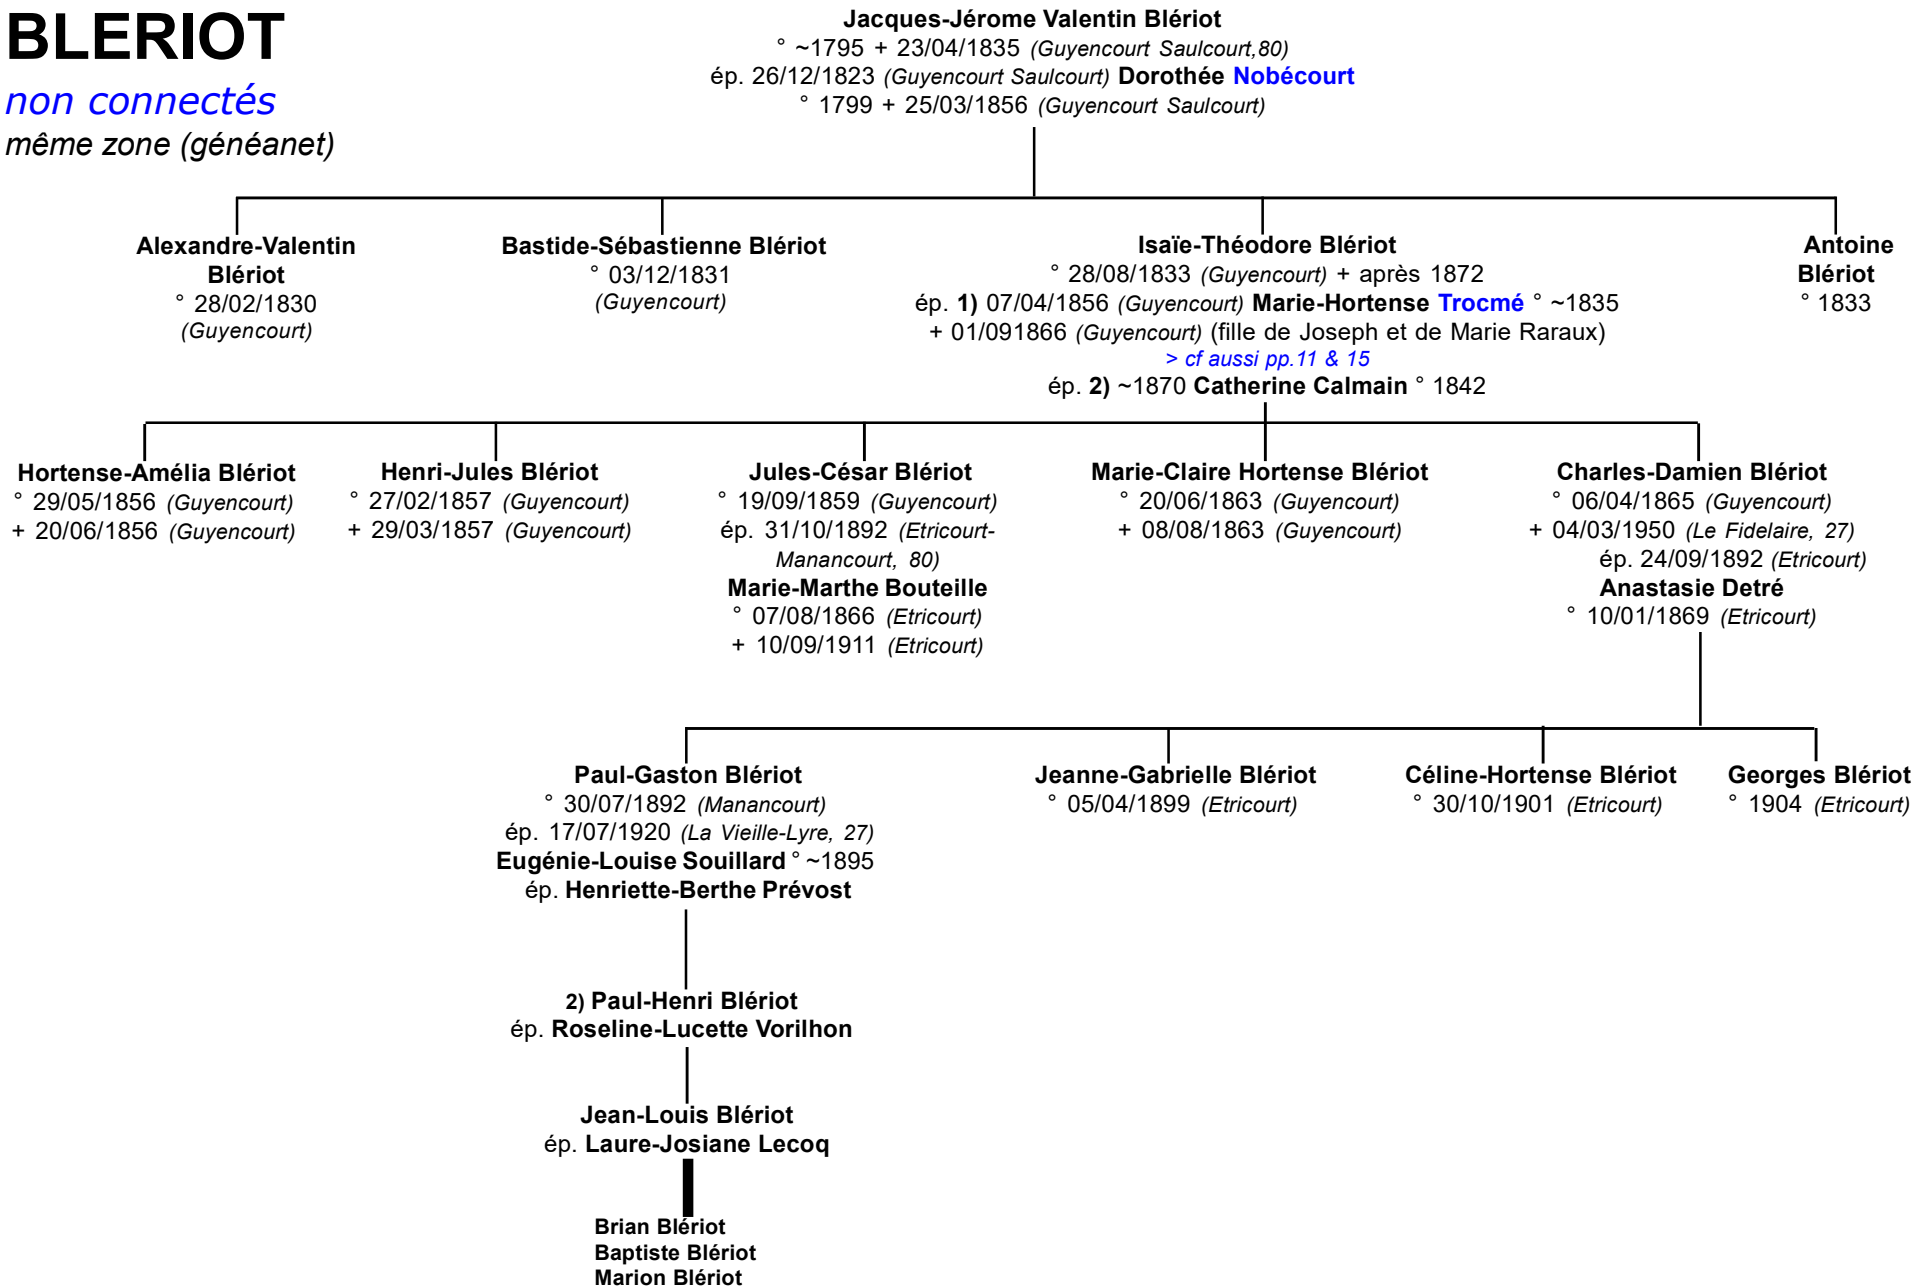 BLERIOT
non connectés
même zone (généanet)
Jacques-Jérome Valentin Blériot
° ~1795 + 23/04/1835 (Guyencourt Saulcourt,80)
ép. 26/12/1823 (Guyencourt Saulcourt) Dorothée Nobécourt
° 1799 + 25/03/1856 (Guyencourt Saulcourt)
Alexandre-Valentin
Blériot
° 28/02/1830
(Guyencourt)
Bastide-Sébastienne Blériot
° 03/12/1831
(Guyencourt)
Isaïe-Théodore Blériot
° 28/08/1833 (Guyencourt) + après 1872
ép. 1) 07/04/1856 (Guyencourt) Marie-Hortense Trocmé ° ~1835
+ 01/091866 (Guyencourt) (fille de Joseph et de Marie Raraux)
> cf aussi pp.11 & 15
ép. 2) ~1870 Catherine Calmain ° 1842
Antoine
Blériot
° 1833
Hortense-Amélia Blériot
° 29/05/1856 (Guyencourt)
+ 20/06/1856 (Guyencourt)
Henri-Jules Blériot
° 27/02/1857 (Guyencourt)
+ 29/03/1857 (Guyencourt)
Jules-César Blériot
° 19/09/1859 (Guyencourt)
ép. 31/10/1892 (Etricourt-
Manancourt, 80)
Marie-Marthe Bouteille
° 07/08/1866 (Etricourt)
+ 10/09/1911 (Etricourt)
Marie-Claire Hortense Blériot
° 20/06/1863 (Guyencourt)
+ 08/08/1863 (Guyencourt)
Charles-Damien Blériot
° 06/04/1865 (Guyencourt)
+ 04/03/1950 (Le Fidelaire, 27)
ép. 24/09/1892 (Etricourt)
Anastasie Detré
° 10/01/1869 (Etricourt)
Paul-Gaston Blériot
° 30/07/1892 (Manancourt)
ép. 17/07/1920 (La Vieille-Lyre, 27)
Eugénie-Louise Souillard ° ~1895
ép. Henriette-Berthe Prévost
Jeanne-Gabrielle Blériot
° 05/04/1899 (Etricourt)
Céline-Hortense Blériot
° 30/10/1901 (Etricourt)
Georges Blériot
° 1904 (Etricourt)
2) Paul-Henri Blériot
ép. Roseline-Lucette Vorilhon
Jean-Louis Blériot
ép. Laure-Josiane Lecoq
Brian Blériot
Baptiste Blériot
Marion Blériot